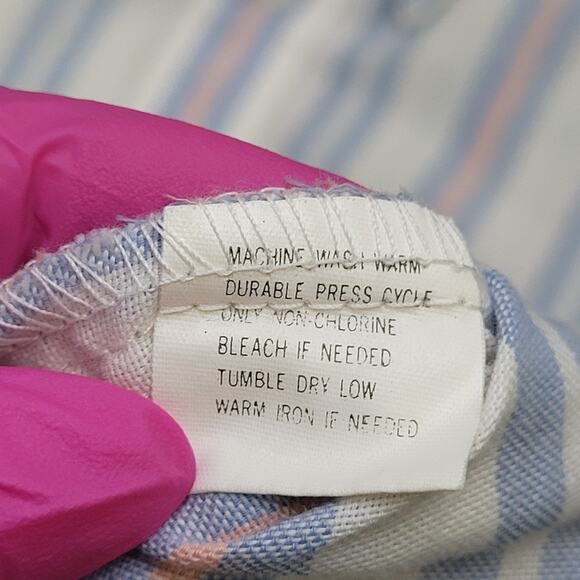 MACHINE WASH WARM
DURABLE PRESS CYCLE
ONLY NON-CHLORINE
BLEACH IF NEEDED
TUMBLE DRY LOW
WARM IRON IF NEEDED